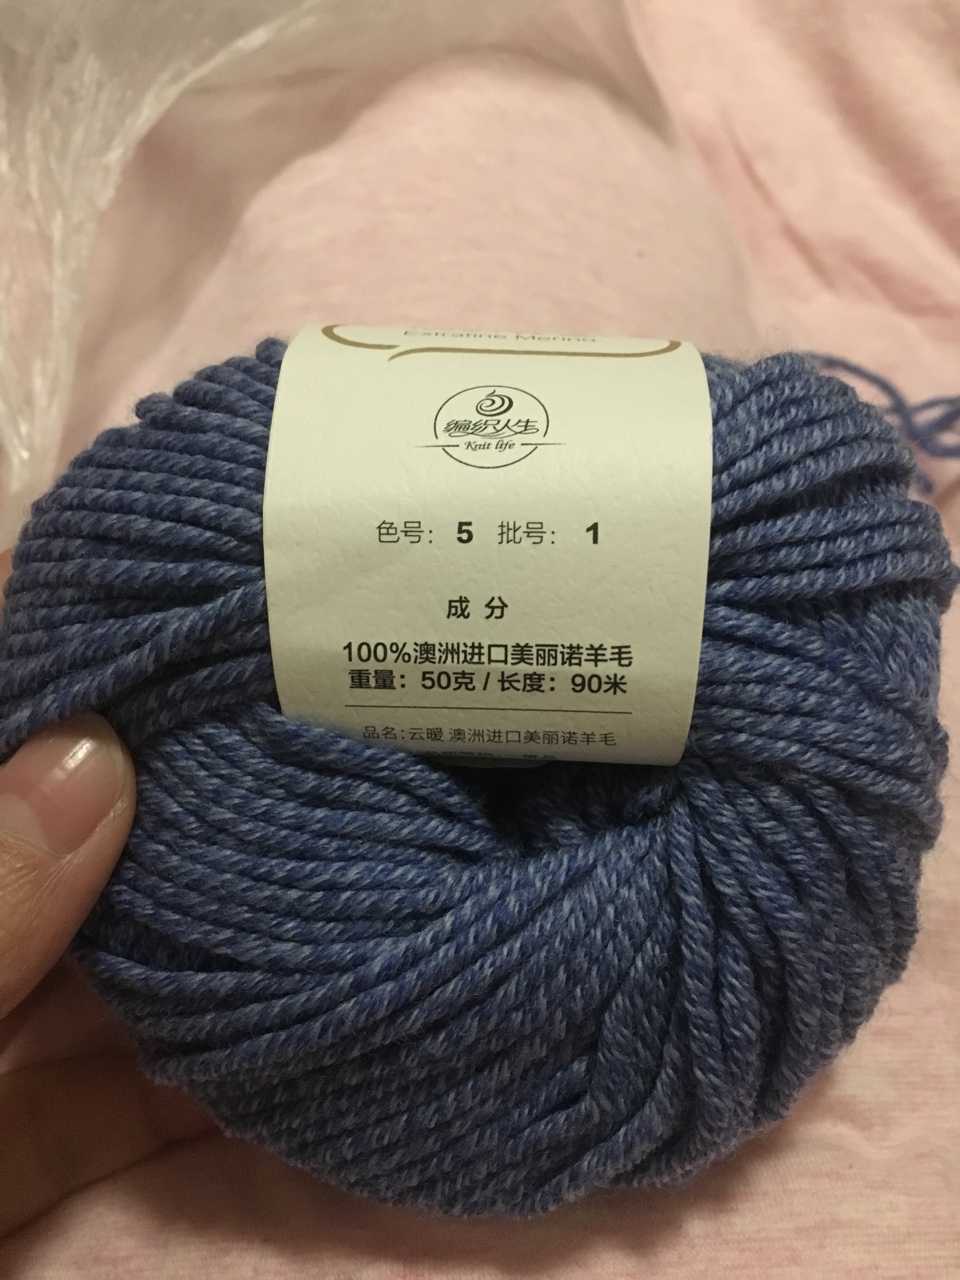 Extrafine Merino
编织人生
Knit life
色号： 5 批号： 1
成分
100%澳洲进口美丽诺羊毛
重量：50克 / 长度：90米
品名:云暖 澳洲进口美丽诺羊毛